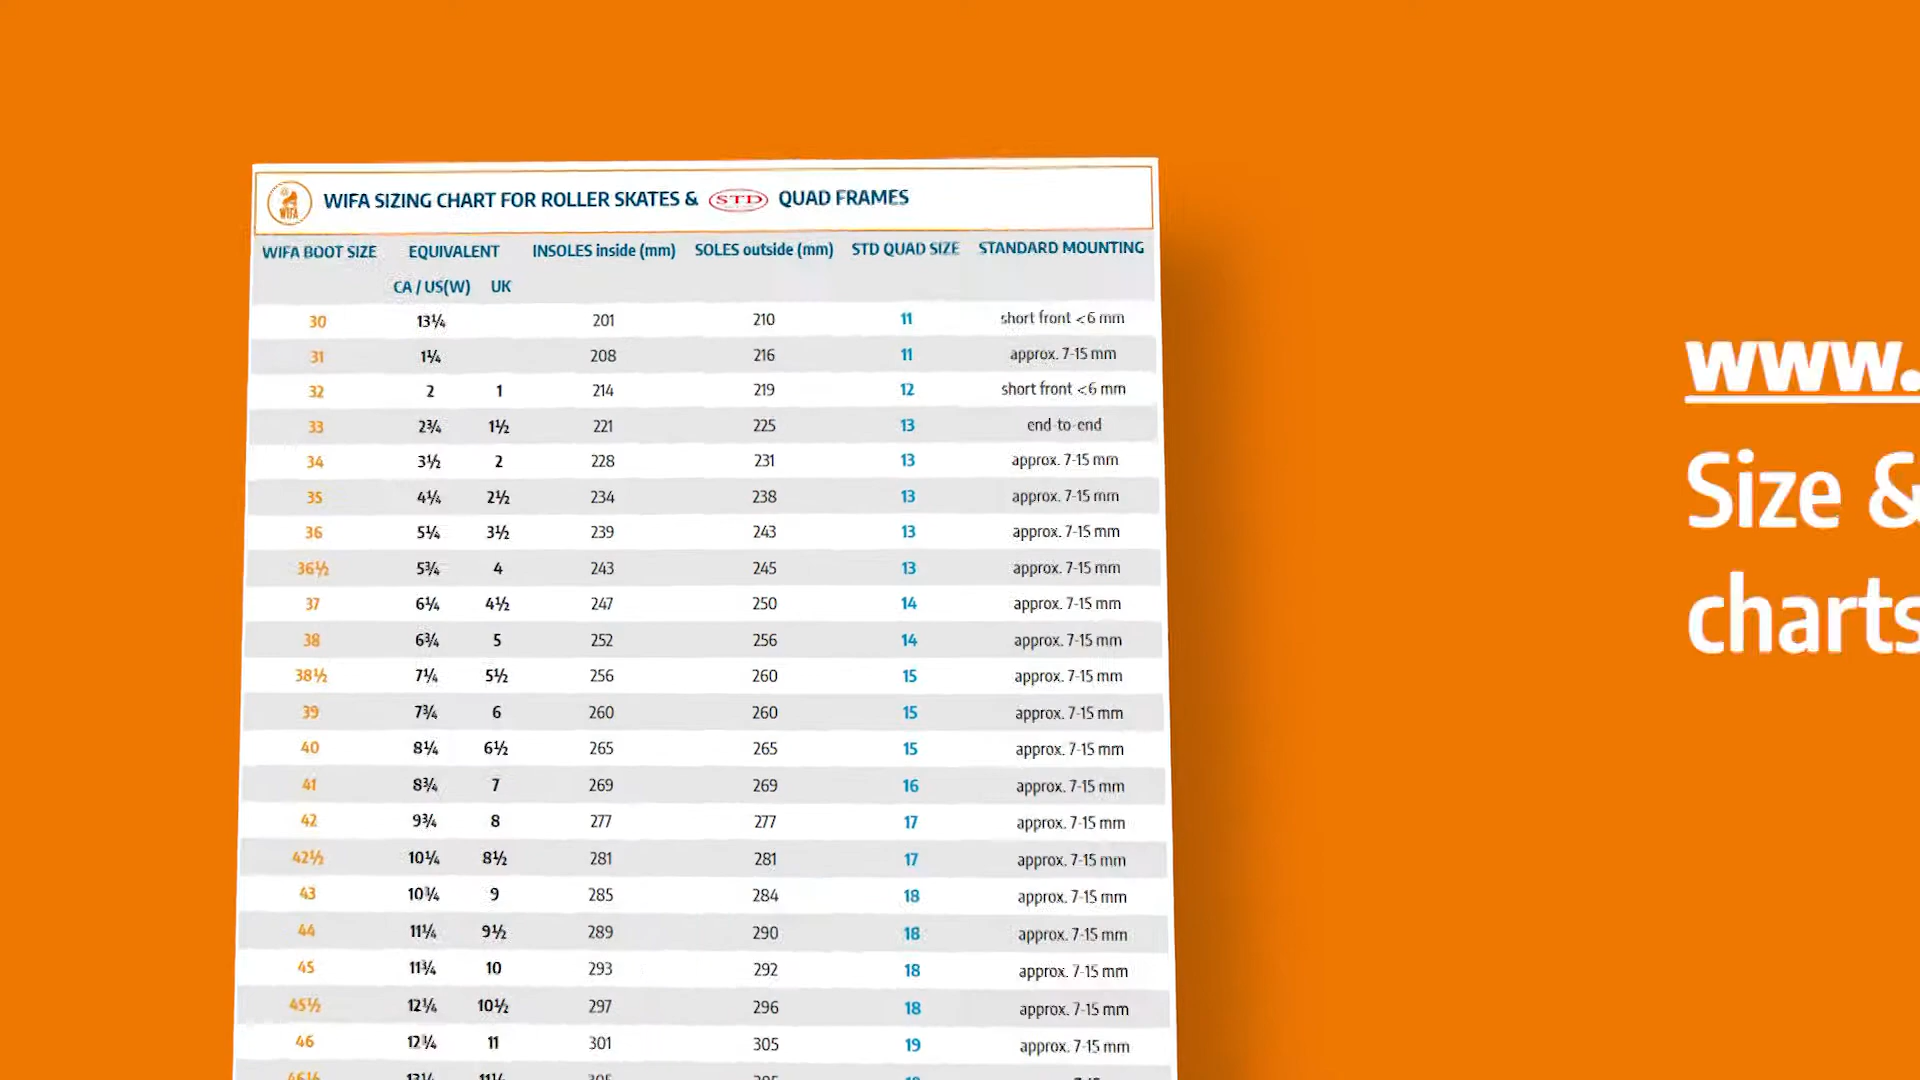 WIFA SIZING CHART FOR ROLLER SKATES & STD QUAD FRAMES
WIFA
WIFA BOOT SIZE EQUIVALENT INSOLES inside (mm) SOLES outside (mm) STD QUAD SIZE STANDARD MOUNTING
CA / US(W) UK
30 13¼ 201 210 11 short front <6 mm
31 1¼ 208 216 11 approx. 7-15 mm
32 2 1 214 219 12 short front <6 mm
33 2¾ 1½ 221 225 13 end-to-end
34 3½ 2 228 231 13 approx. 7-15 mm
35 4¼ 2½ 234 238 13 approx. 7-15 mm
36 5¼ 3½ 239 243 13 approx. 7-15 mm
36½ 5¾ 4 243 245 13 approx. 7-15 mm
37 6¼ 4½ 247 250 14 approx. 7-15 mm
38 6¾ 5 252 256 14 approx. 7-15 mm
38½ 7¼ 5½ 256 260 15 approx. 7-15 mm
39 7¾ 6 260 260 15 approx. 7-15 mm
40 8¼ 6½ 265 265 15 approx. 7-15 mm
41 8¾ 7 269 269 16 approx. 7-15 mm
42 9¾ 8 277 277 17 approx. 7-15 mm
42½ 10¼ 8½ 281 281 17 approx. 7-15 mm
43 10¾ 9 285 284 18 approx. 7-15 mm
44 11¼ 9½ 289 290 18 approx. 7-15 mm
45 11¾ 10 293 292 18 approx. 7-15 mm
45½ 12¼ 10½ 297 296 18 approx. 7-15 mm
46 12¾ 11 301 305 19 approx. 7-15 mm
www.
Size &
charts